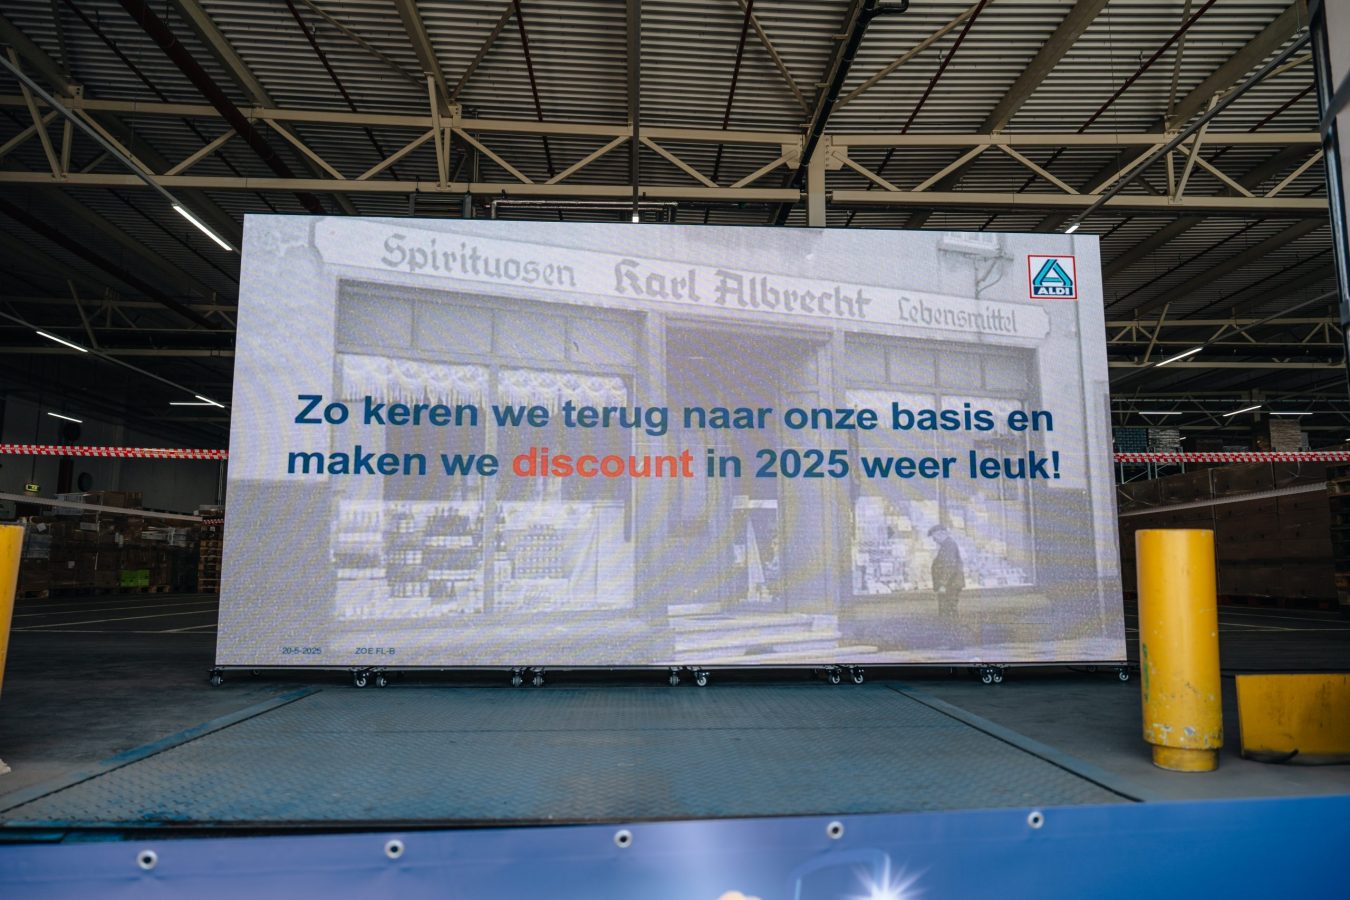 Spirituosen Karl Albrecht Lebensmittel
ALDI
Zo keren we terug naar onze basis en
maken we discount in 2025 weer leuk!
20-5-2025 ZOE FL-B